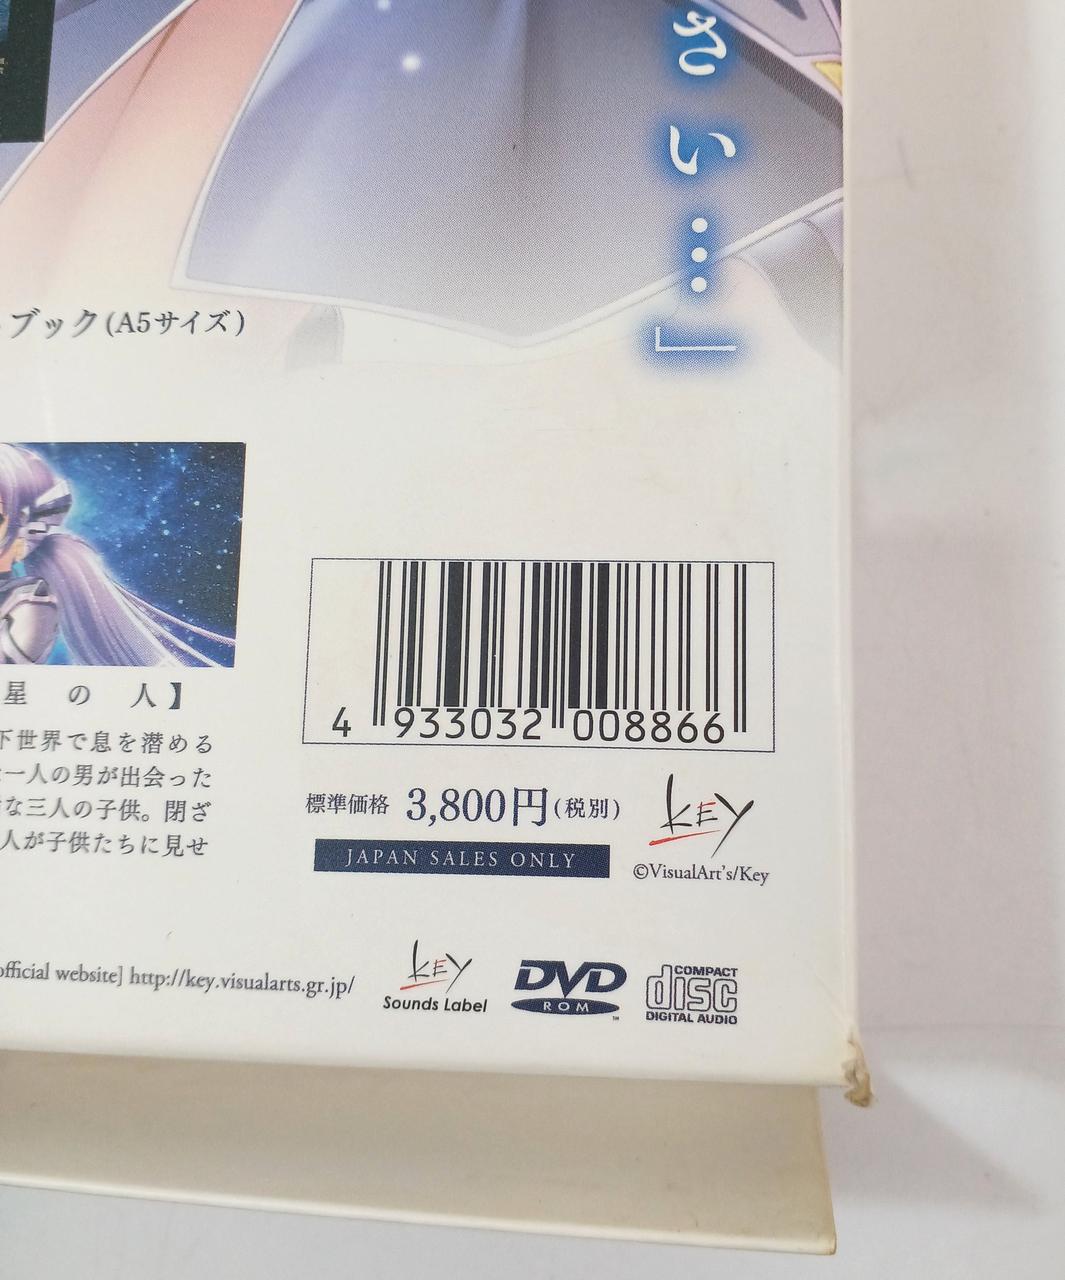 さい…」
ブック(A5サイズ)
星の人】
下世界で息を潜める
一人の男が出会った
な三人の子供。閉ざ
人が子供たちに見せ
4 933032 008866
標準価格 3,800円(税別)
KEY
JAPAN SALES ONLY
©VisualArt's/Key
official website] http://key.visualarts.gr.jp/
KEY
Sounds Label
DVD
ROM
™
COMPACT
disc
DIGITAL AUDIO